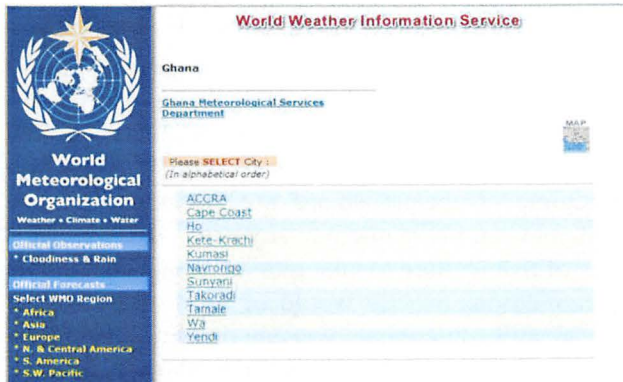 World Weather Information Service
Ghana
Ghana Meteorological Services
Department
MAP
Please SELECT City :
(In alphabetical order)
ACCRA
Cape Coast
Ho
Kete-Krachi
Kumasi
Navrongo
Sunyani
Takoradi
Tamale
Wa
Yendi
World
Meteorological
Organization
Weather • Climate • Water
Official Observations
* Cloudiness & Rain
Official Forecasts
Select WMO Region
* Africa
* Asia
* Europe
* N. & Central America
* S. America
* S.W. Pacific